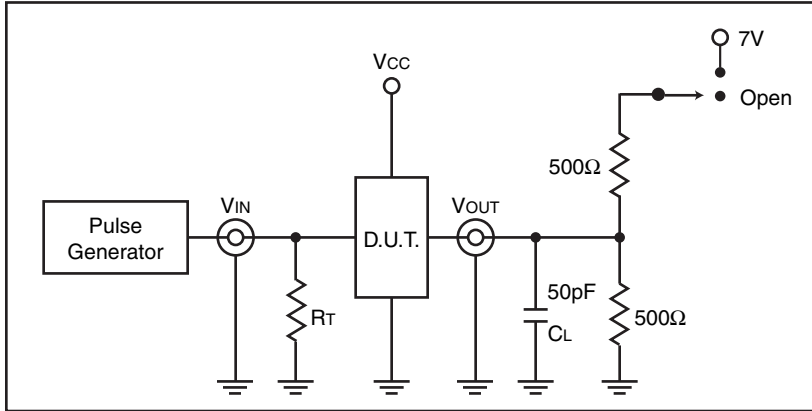 7V
Open
VCC
500Ω
VIN
VOUT
Pulse
Generator
D.U.T.
RT
50pF
CL
500Ω